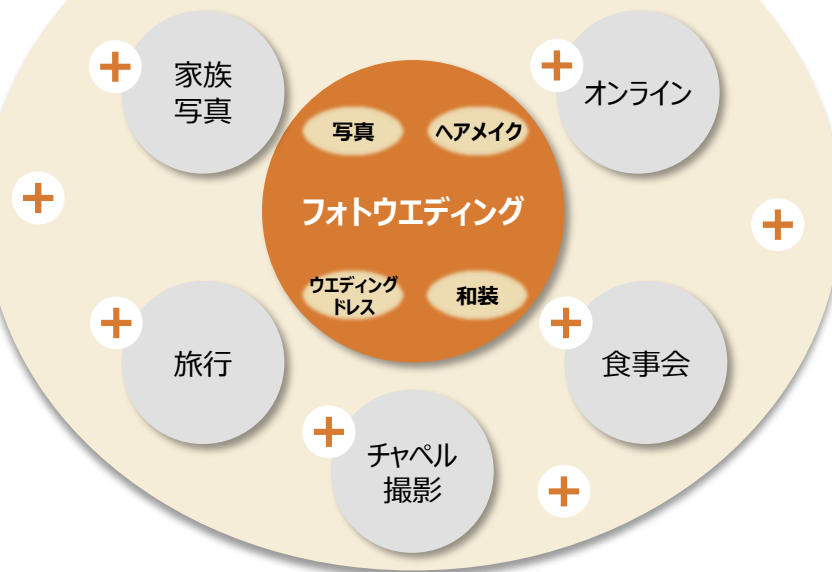 家族
写真
オンライン
写真
ヘアメイク
フォトウエディング
ウエディング
ドレス
和装
旅行
食事会
チャペル
撮影